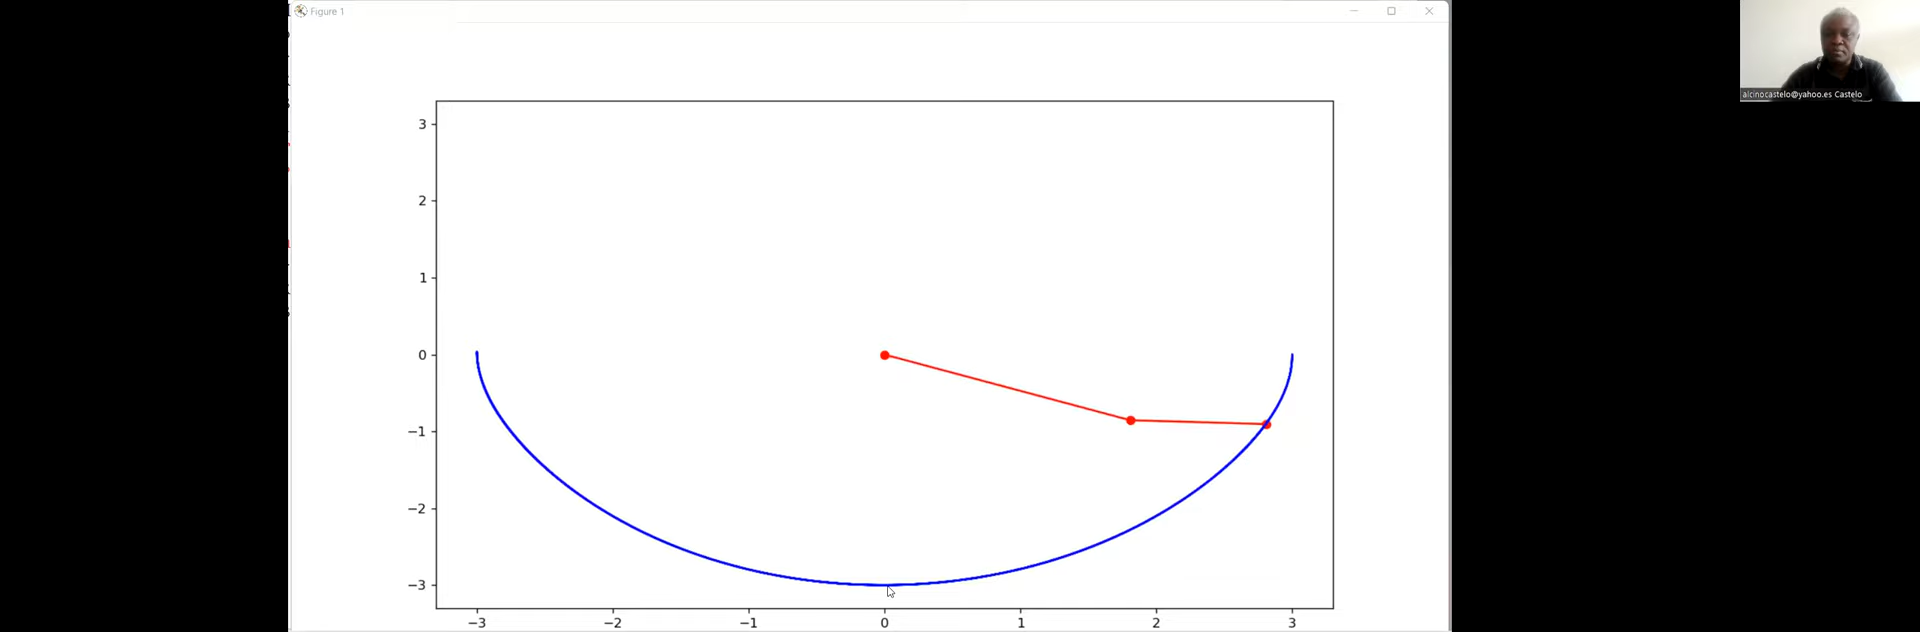 Figure 1
alcinocastelo@yahoo.es Castelo
3
2
1
0
−1
−2
−3
−3 −2 −1 0 1 2 3